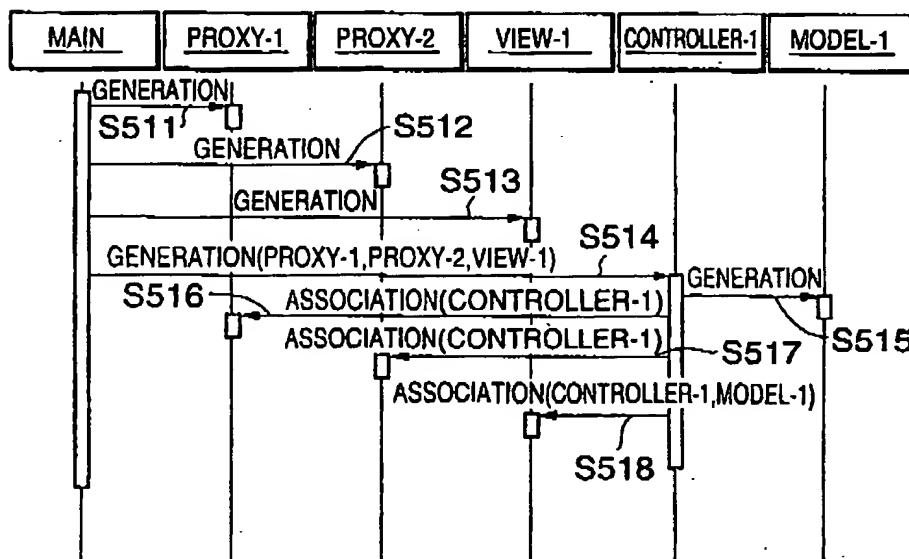 MAIN PROXY-1 PROXY-2 VIEW-1 CONTROLLER-1 MODEL-1
GENERATION
S511
S512
GENERATION
S513
GENERATION
S514
GENERATION(PROXY-1,PROXY-2,VIEW-1)
GENERATION
S516
ASSOCIATION(CONTROLLER-1)
S515
ASSOCIATION(CONTROLLER-1)
S517
ASSOCIATION(CONTROLLER-1,MODEL-1)
S518